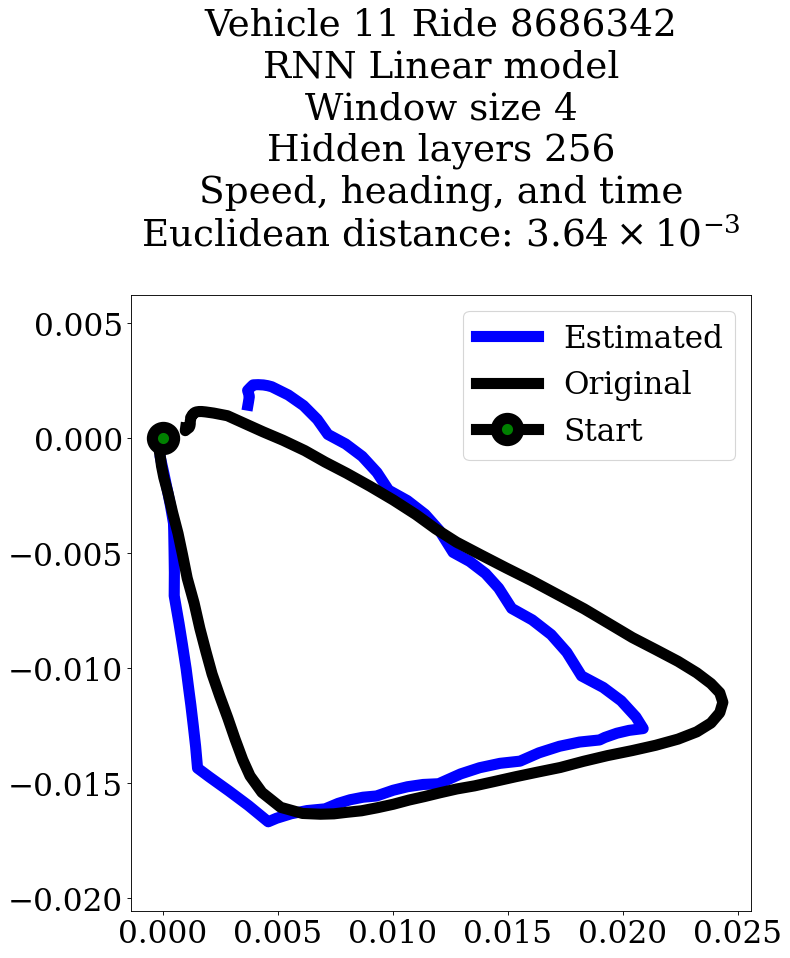 Vehicle 11 Ride 8686342
RNN Linear model
Window size 4
Hidden layers 256
Speed, heading, and time
Euclidean distance: 3.64 × 10⁻³
Estimated
Original
Start
0.005
0.000
−0.005
−0.010
−0.015
−0.020
0.000 0.005 0.010 0.015 0.020 0.025